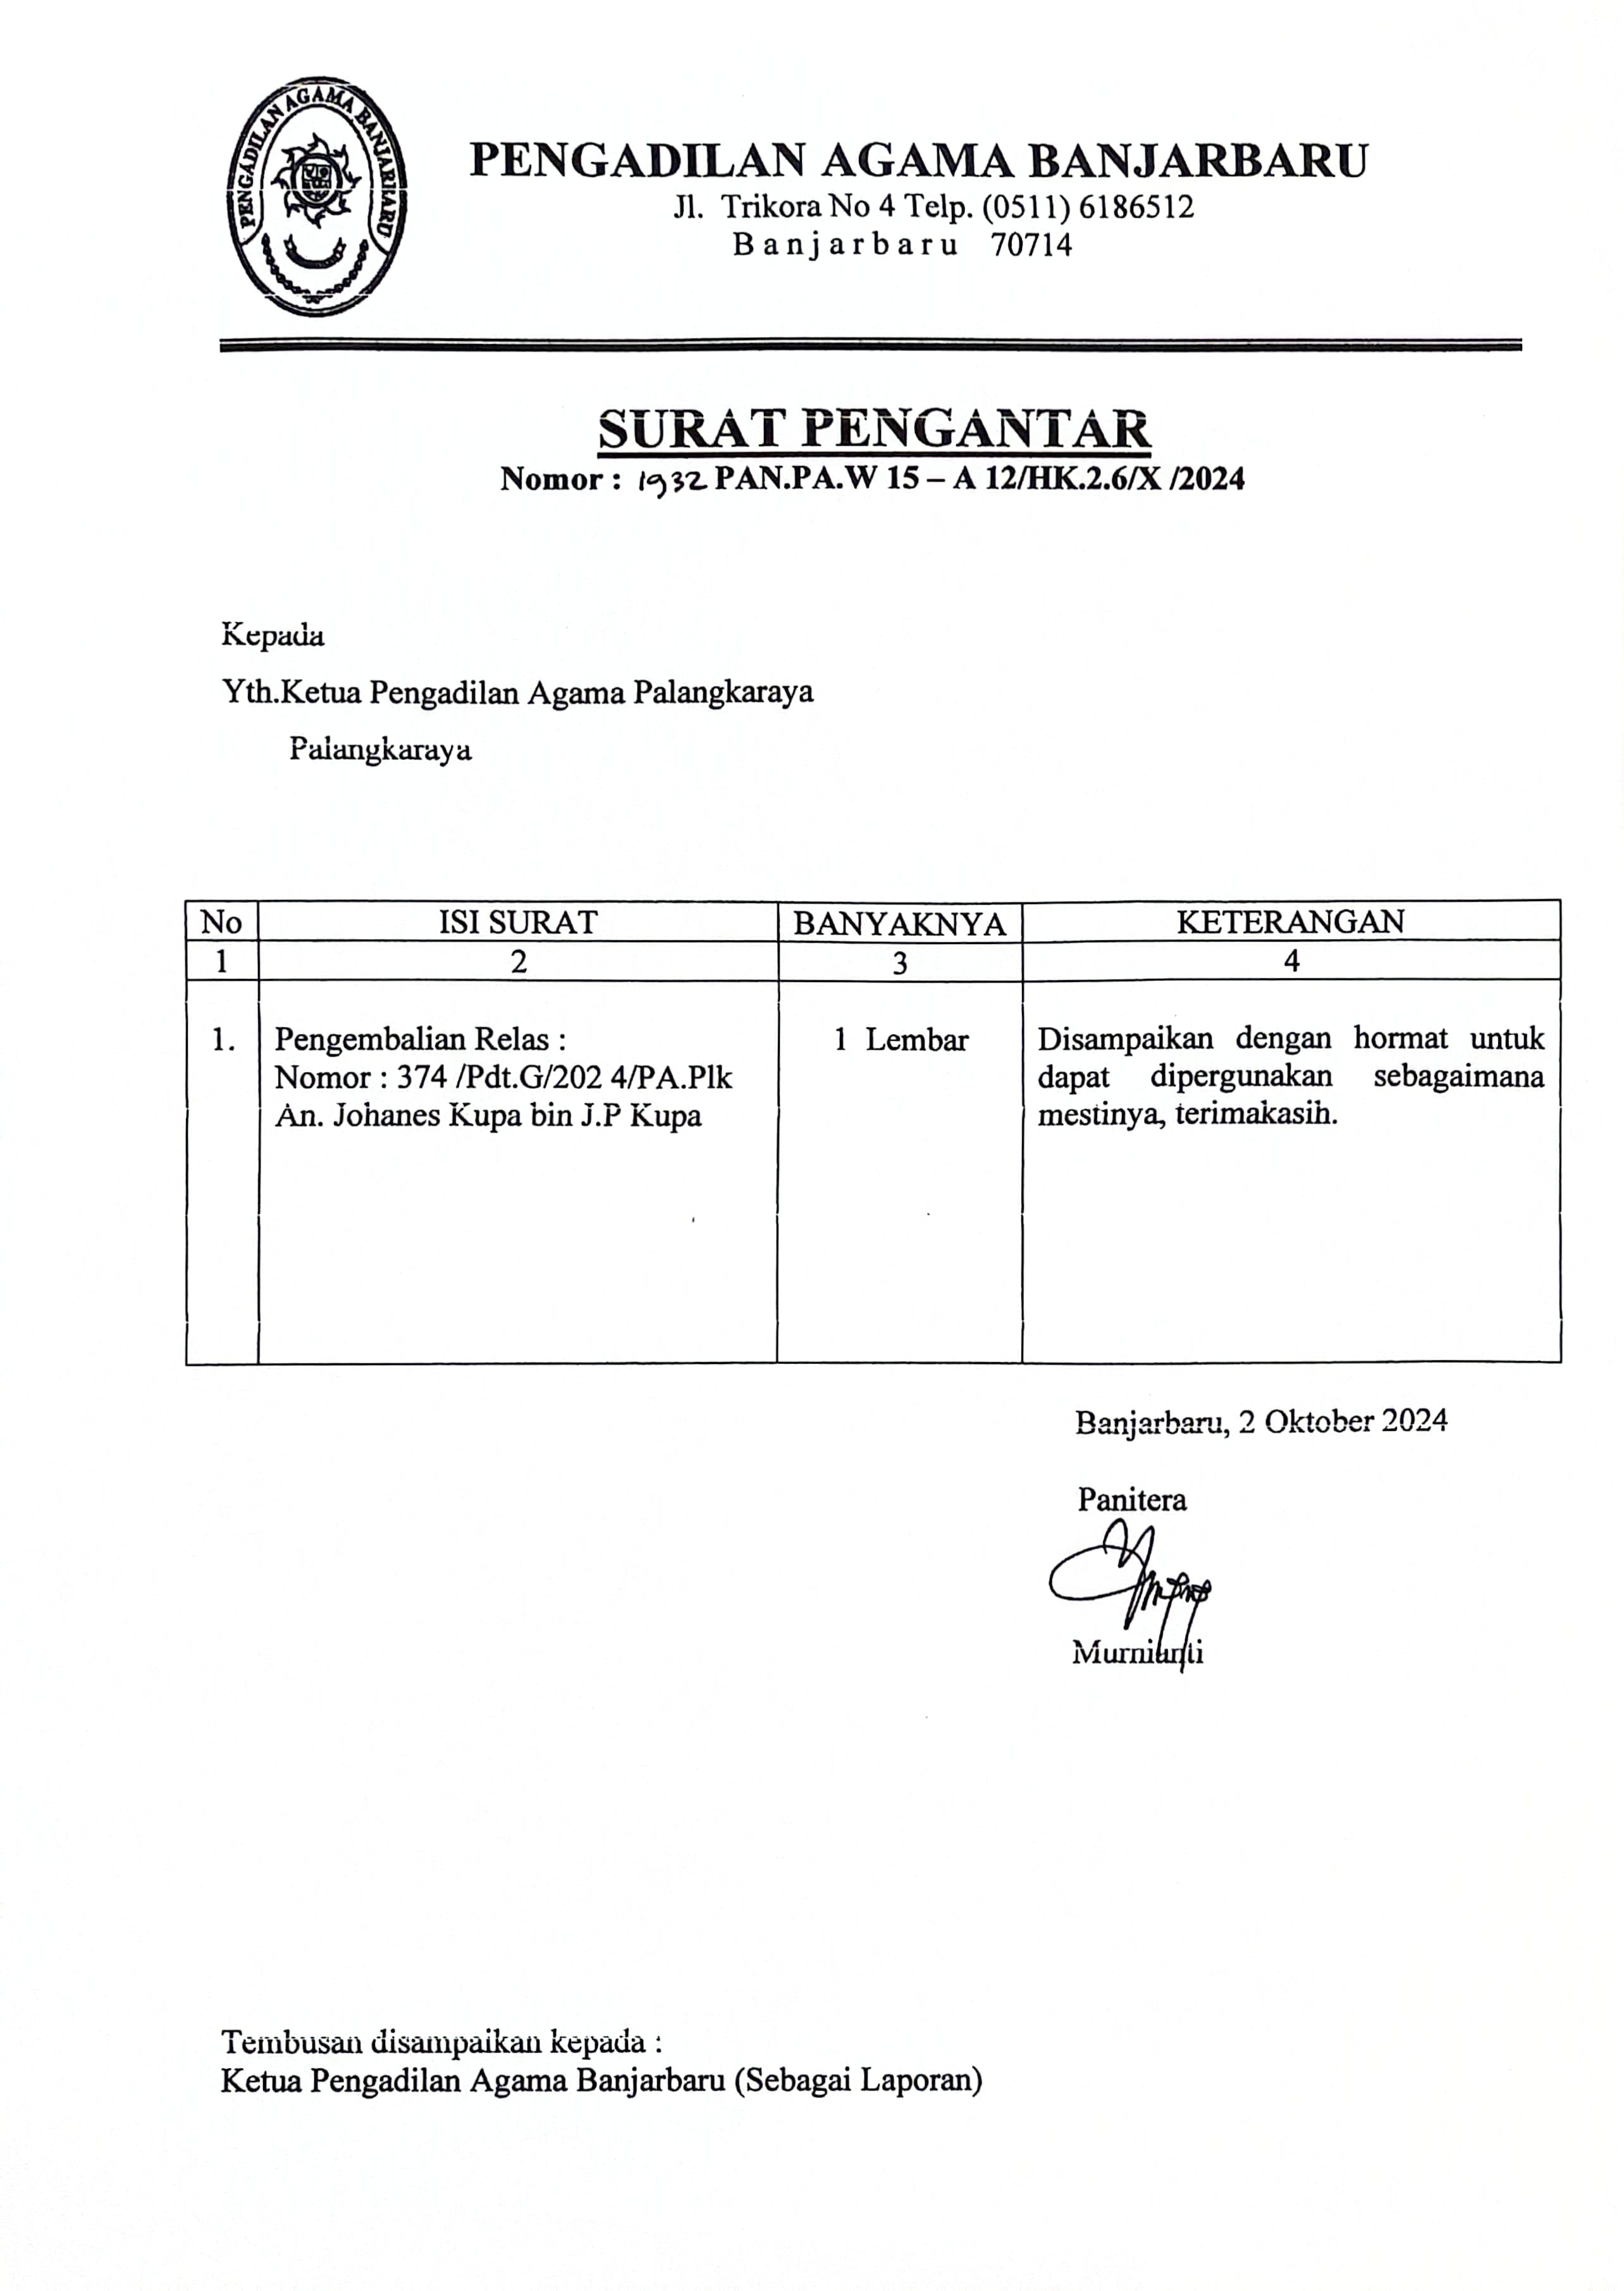 PENGADILAN AGAMA BANJARBARU
PENGADILAN AGAMA BANJARBARU
Jl. Trikora No 4 Telp. (0511) 6186512
Banjarbaru 70714
SURAT PENGANTAR
Nomor : 1932 PAN.PA.W 15 – A 12/HK.2.6/X /2024
Kepada
Yth.Ketua Pengadilan Agama Palangkaraya
Palangkaraya
No ISI SURAT BANYAKNYA KETERANGAN
1 2 3 4
1. Pengembalian Relas : 1 Lembar Disampaikan dengan hormat untuk
Nomor : 374 /Pdt.G/202 4/PA.Plk dapat dipergunakan sebagaimana
An. Johanes Kupa bin J.P Kupa mestinya, terimakasih.
Banjarbaru, 2 Oktober 2024
Panitera
Murnianti
Tembusan disampaikan kepada :
Ketua Pengadilan Agama Banjarbaru (Sebagai Laporan)